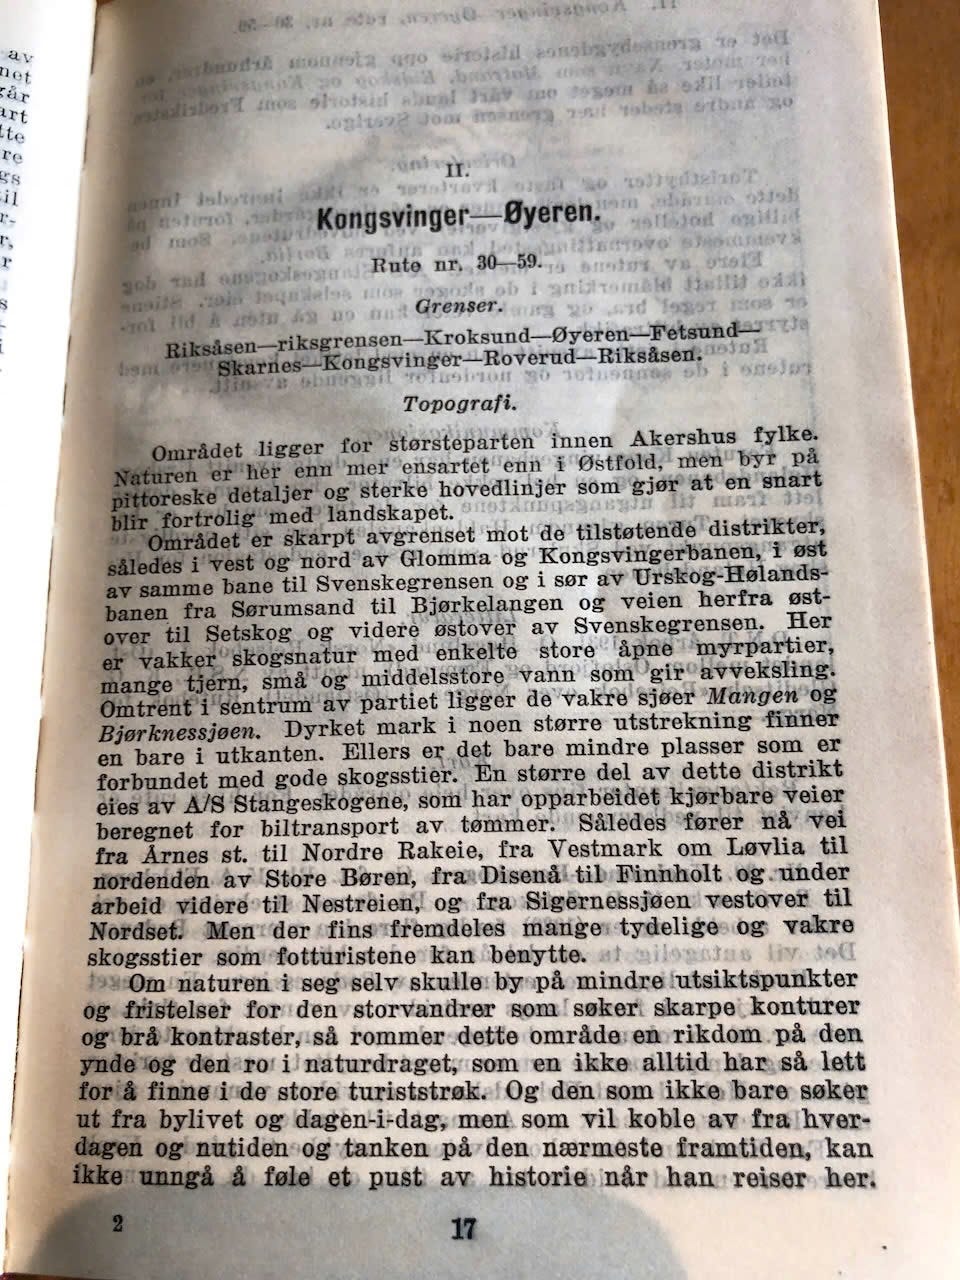 II.
Kongsvinger—Øyeren.
Rute nr. 30—59.
Grenser.
Riksåsen—riksgrensen—Kroksund—Øyeren—Fetsund—
Skarnes—Kongsvinger—Roverud—Riksåsen.
Topografi.
Området ligger for størsteparten innen Akershus fylke.
Naturen er her enn mer ensartet enn i Østfold, men byr på
pittoreske detaljer og sterke hovedlinjer som gjør at en snart
blir fortrolig med landskapet.
Området er skarpt avgrenset mot de tilstøtende distrikter,
således i vest og nord av Glomma og Kongsvingerbanen, i øst
av samme bane til Svenskegrensen og i sør av Urskog-Hølands-
banen fra Sørumsand til Bjørkelangen og veien herfra øst-
over til Setskog og videre østover av Svenskegrensen. Her
er vakker skogsnatur med enkelte store åpne myrpartier,
mange tjern, små og middelsstore vann som gir avveksling.
Omtrent i sentrum av partiet ligger de vakre sjøer Mangen og
Bjørknessjøen. Dyrket mark i noen større utstrekning finner
en bare i utkanten. Ellers er det bare mindre plasser som er
forbundet med gode skogsstier. En større del av dette distrikt
eies av A/S Stangeskogene, som har opparbeidet kjørbare veier
beregnet for biltransport av tømmer. Således fører nå vei
fra Årnes st. til Nordre Rakeie, fra Vestmark om Løvlia til
nordenden av Store Børen, fra Disenå til Finnholt og under
arbeid videre til Nestreien, og fra Sigernessjøen vestover til
Nordset. Men der fins fremdeles mange tydelige og vakre
skogsstier som fotturistene kan benytte.
Om naturen i seg selv skulle by på mindre utsiktspunkter
og fristelser for den storvandrer som søker skarpe konturer
og brå kontraster, så rommer dette område en rikdom på den
ynde og den ro i naturdraget, som en ikke alltid har så lett
for å finne i de store turiststrøk. Og den som ikke bare søker
ut fra bylivet og dagen-i-dag, men som vil koble av fra hver-
dagen og nutiden og tanken på den nærmeste framtiden, kan
ikke unngå å føle et pust av historie når han reiser her.
2
17